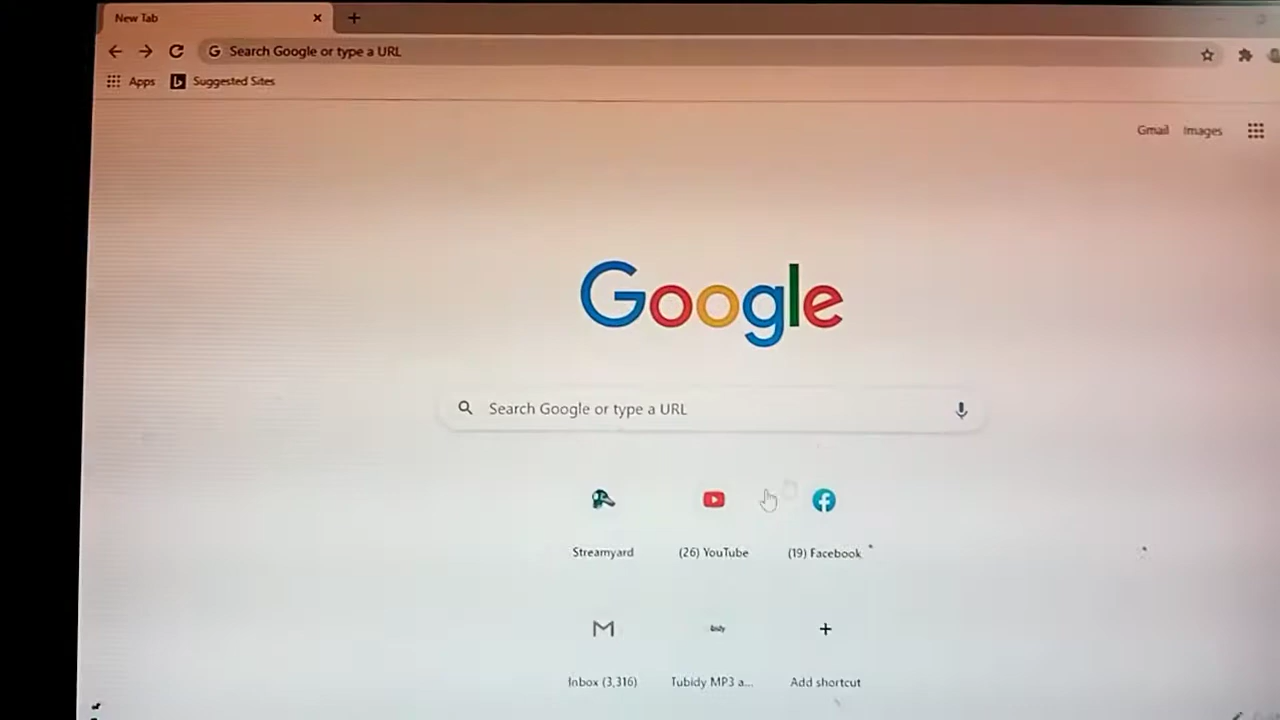 New Tab
Search Google or type a URL
Apps
Suggested Sites
Gmail
Images
Google
Search Google or type a URL
Streamyard
(26) YouTube
(19) Facebook
Inbox (3,316)
Tubidy MP3 a...
Add shortcut